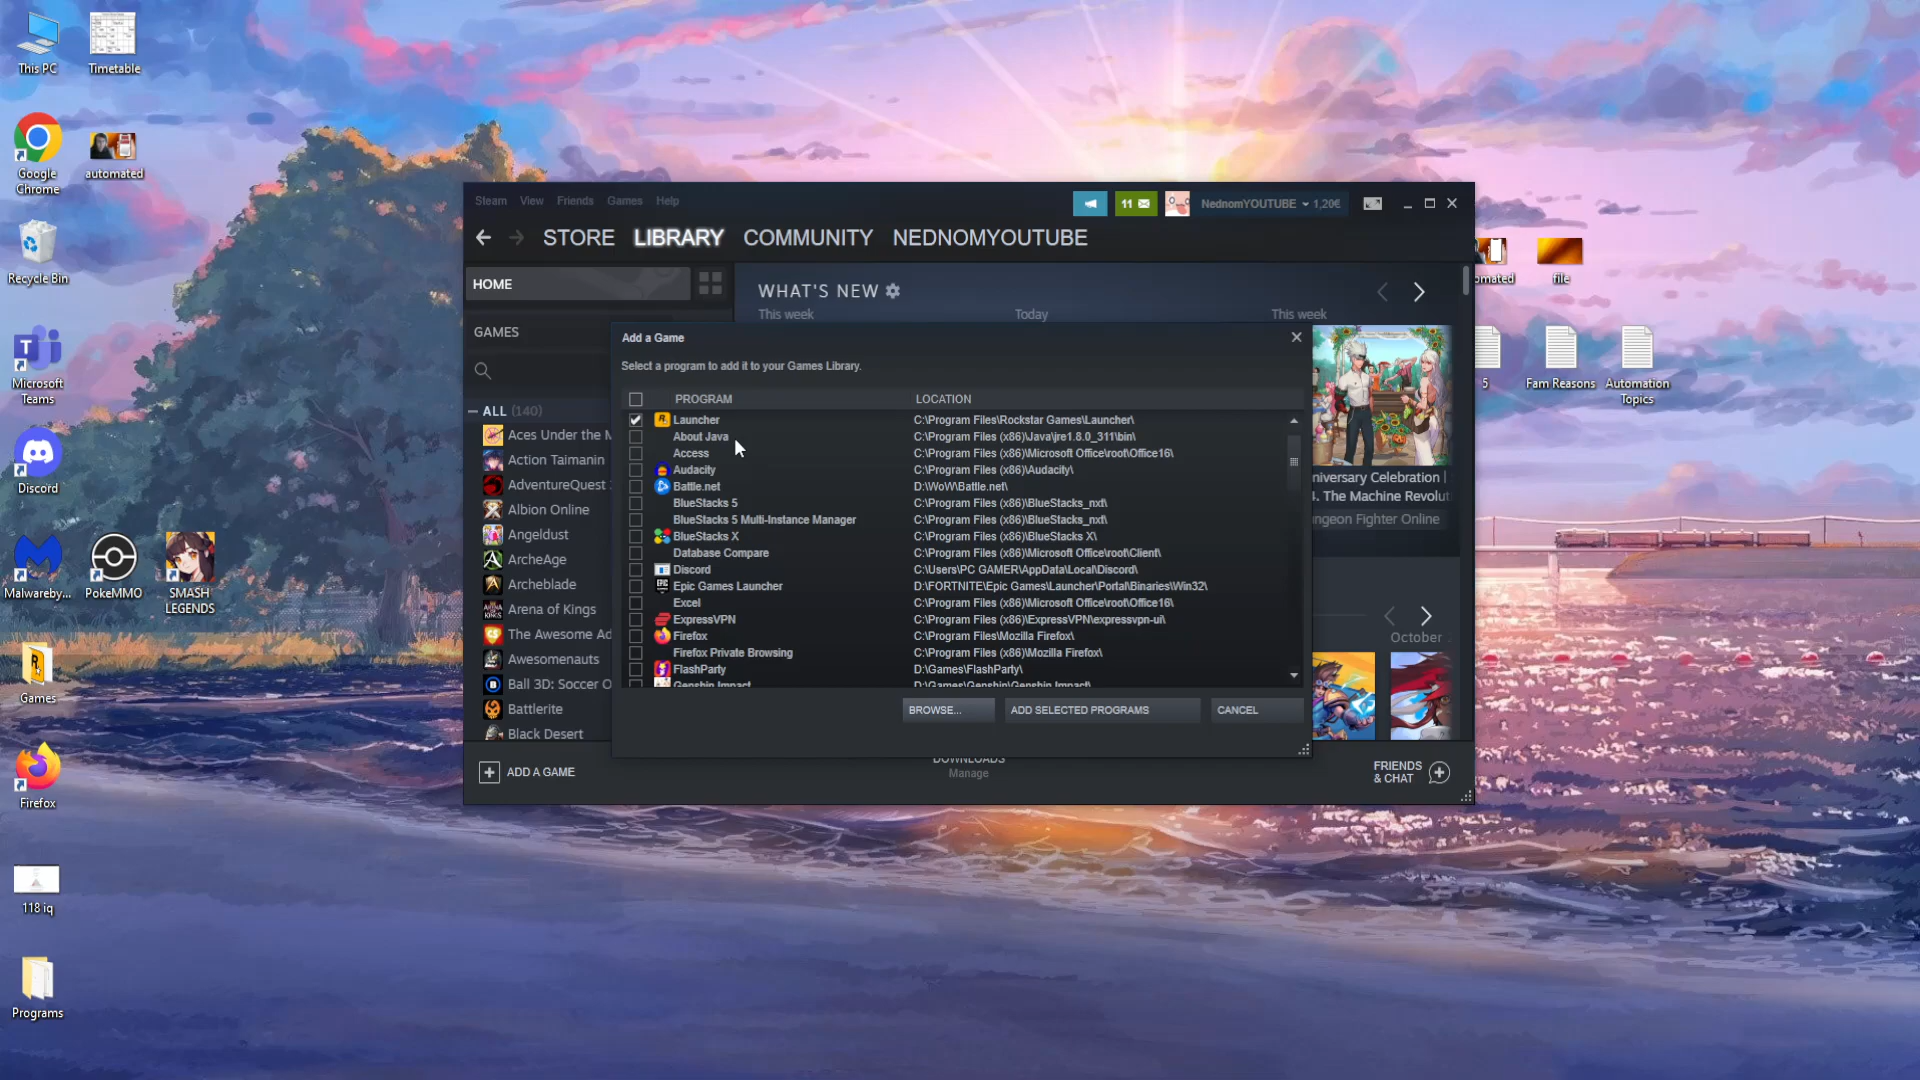 This PC
Timetable
Google
Chrome
automated
Recycle Bin
Microsoft
Teams
Discord
Malwareby...
PokeMMO
SMASH
LEGENDS
Games
Firefox
118 iq
Programs
Steam View Friends Games Help
11
NednomYOUTUBE 1,20€
STORE LIBRARY COMMUNITY NEDNOMYOUTUBE
HOME
WHAT'S NEW
This week Today This week
GAMES
ALL (140)
Aces Under the M
Action Taimanin
AdventureQuest
Albion Online
Angeldust
ArcheAge
Archeblade
Arena of Kings
The Awesome Ad
Awesomenauts
Ball 3D: Soccer O
Battlerite
Black Desert
Add a Game
Select a program to add it to your Games Library.
PROGRAM LOCATION
Launcher C:\Program Files\Rockstar Games\Launcher\
About Java C:\Program Files (x86)\Java\jre1.8.0_311\bin\
Access C:\Program Files (x86)\Microsoft Office\root\Office16\
Audacity C:\Program Files (x86)\Audacity\
Battle.net D:\WoW\Battle.net\
BlueStacks 5 C:\Program Files (x86)\BlueStacks_nxt\
BlueStacks 5 Multi-Instance Manager C:\Program Files (x86)\BlueStacks_nxt\
BlueStacks X C:\Program Files (x86)\BlueStacks X\
Database Compare C:\Program Files (x86)\Microsoft Office\root\Client\
Discord C:\Users\PC GAMER\AppData\Local\Discord\
Epic Games Launcher D:\FORTNITE\Epic Games\Launcher\Portal\Binaries\Win32\
Excel C:\Program Files (x86)\Microsoft Office\root\Office16\
ExpressVPN C:\Program Files (x86)\ExpressVPN\expressvpn-ui\
Firefox C:\Program Files\Mozilla Firefox\
Firefox Private Browsing C:\Program Files\Mozilla Firefox\
FlashParty D:\Games\FlashParty\
Genshin Impact D:\Games\Genshin\Genshin Impact\
BROWSE... ADD SELECTED PROGRAMS CANCEL
niversary Celebration |
4. The Machine Revolut
ngeon Fighter Online
October
ADD A GAME
DOWNLOADS
Manage
FRIENDS
& CHAT
omated
file
5
Fam Reasons
Automation
Topics